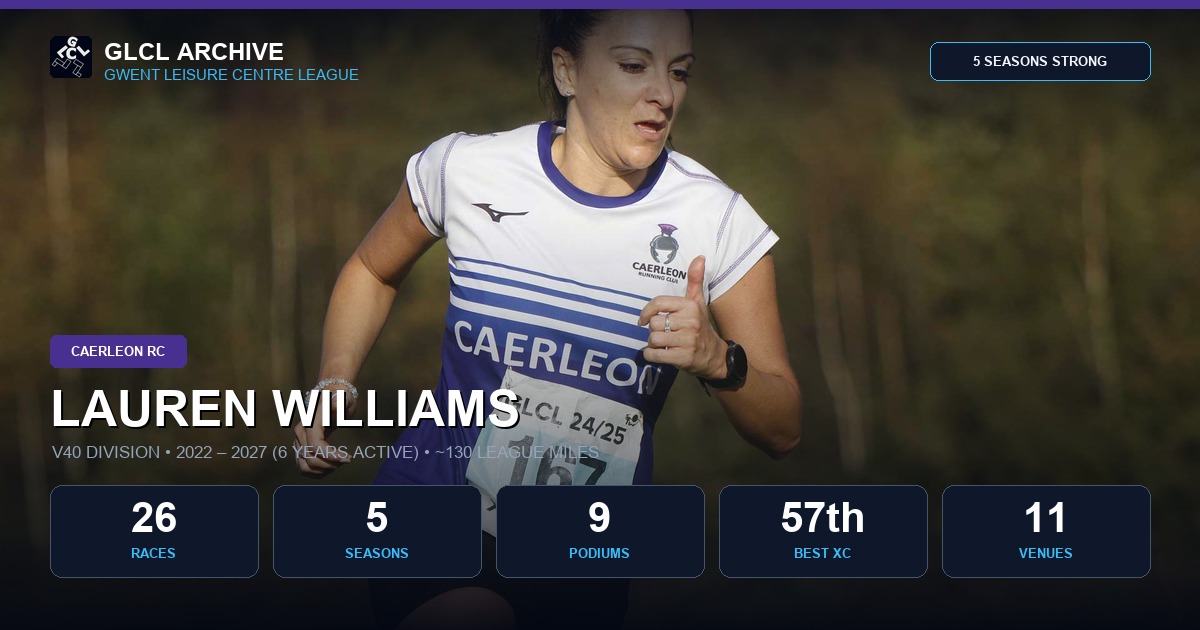 GLCL ARCHIVE
GWENT LEISURE CENTRE LEAGUE
5 SEASONS STRONG
CAERLEON
RUNNING CLUB
CAERLEON
CAERLEON RC
LAUREN WILLIAMS
GLCL 24/25
V40 DIVISION • 2022 – 2027 (6 YEARS ACTIVE) • ~130 LEAGUE MILES
167
26
RACES
5
SEASONS
9
PODIUMS
57th
BEST XC
11
VENUES